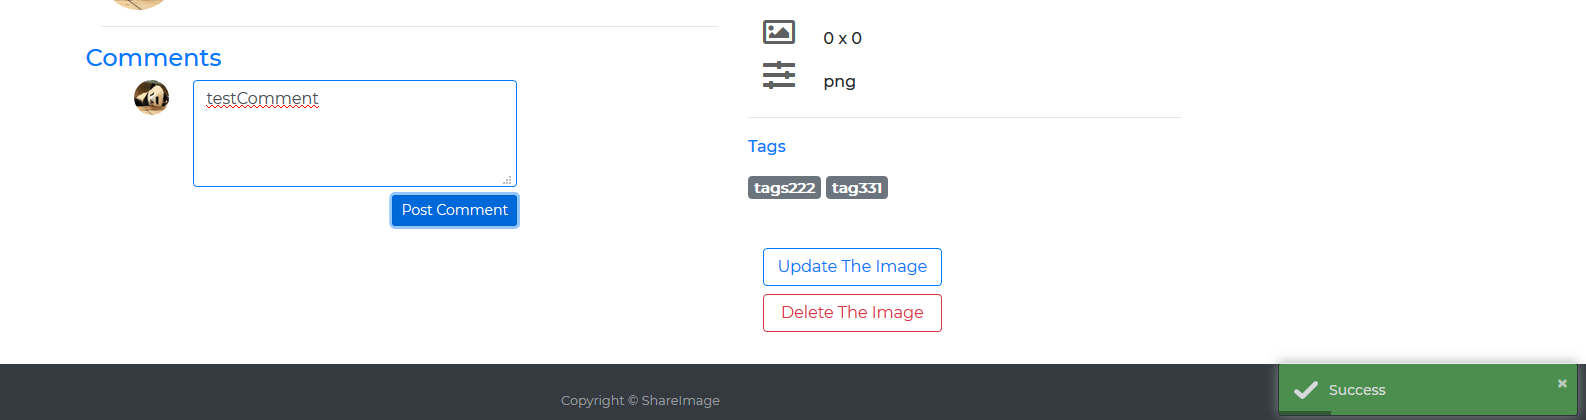 Comments
testComment
Post Comment
0 x 0
png
Tags
tags222 tag331
Update The Image
Delete The Image
Copyright © ShareImage
Success ×